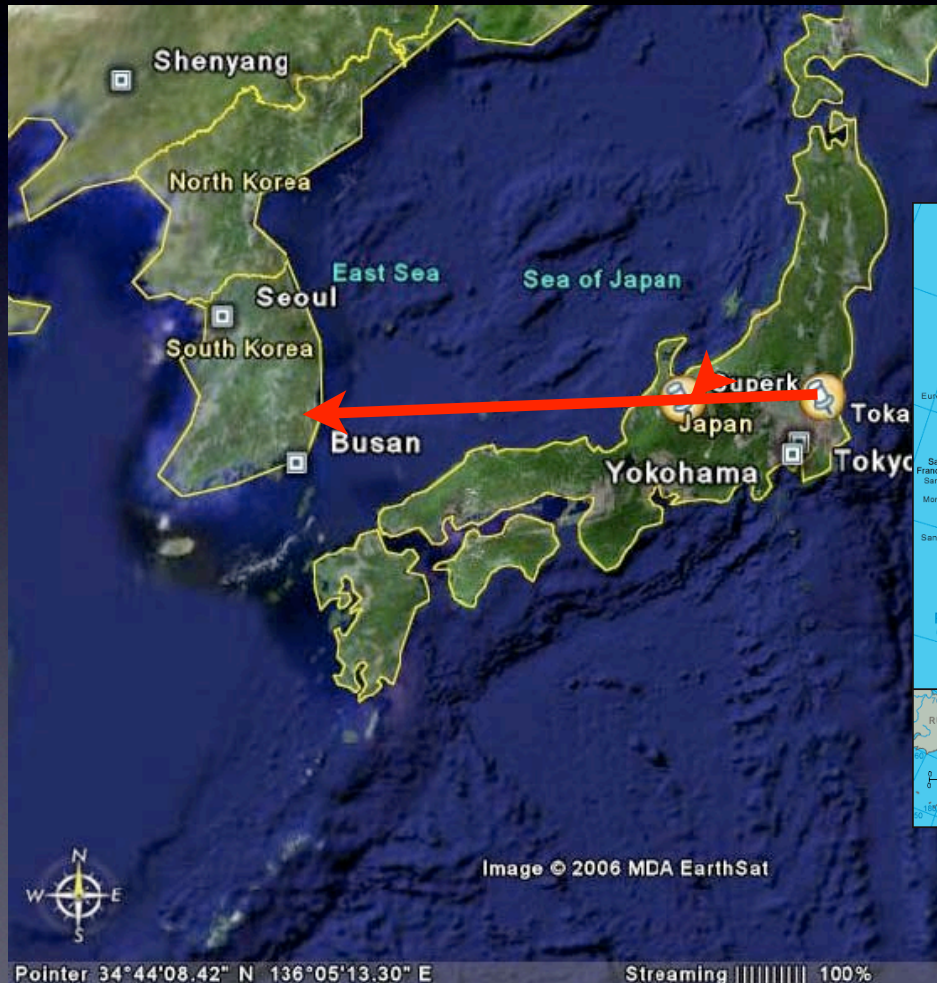 Shenyang
North Korea
East Sea
Sea of Japan
Seoul
South Korea
Superk
Japan
Toka
Busan
Yokohama
Tokyo
N
W E
S
Image © 2006 MDA EarthSat
Pointer 34°44'08.42" N 136°05'13.30" E
Streaming |||||||||| 100%